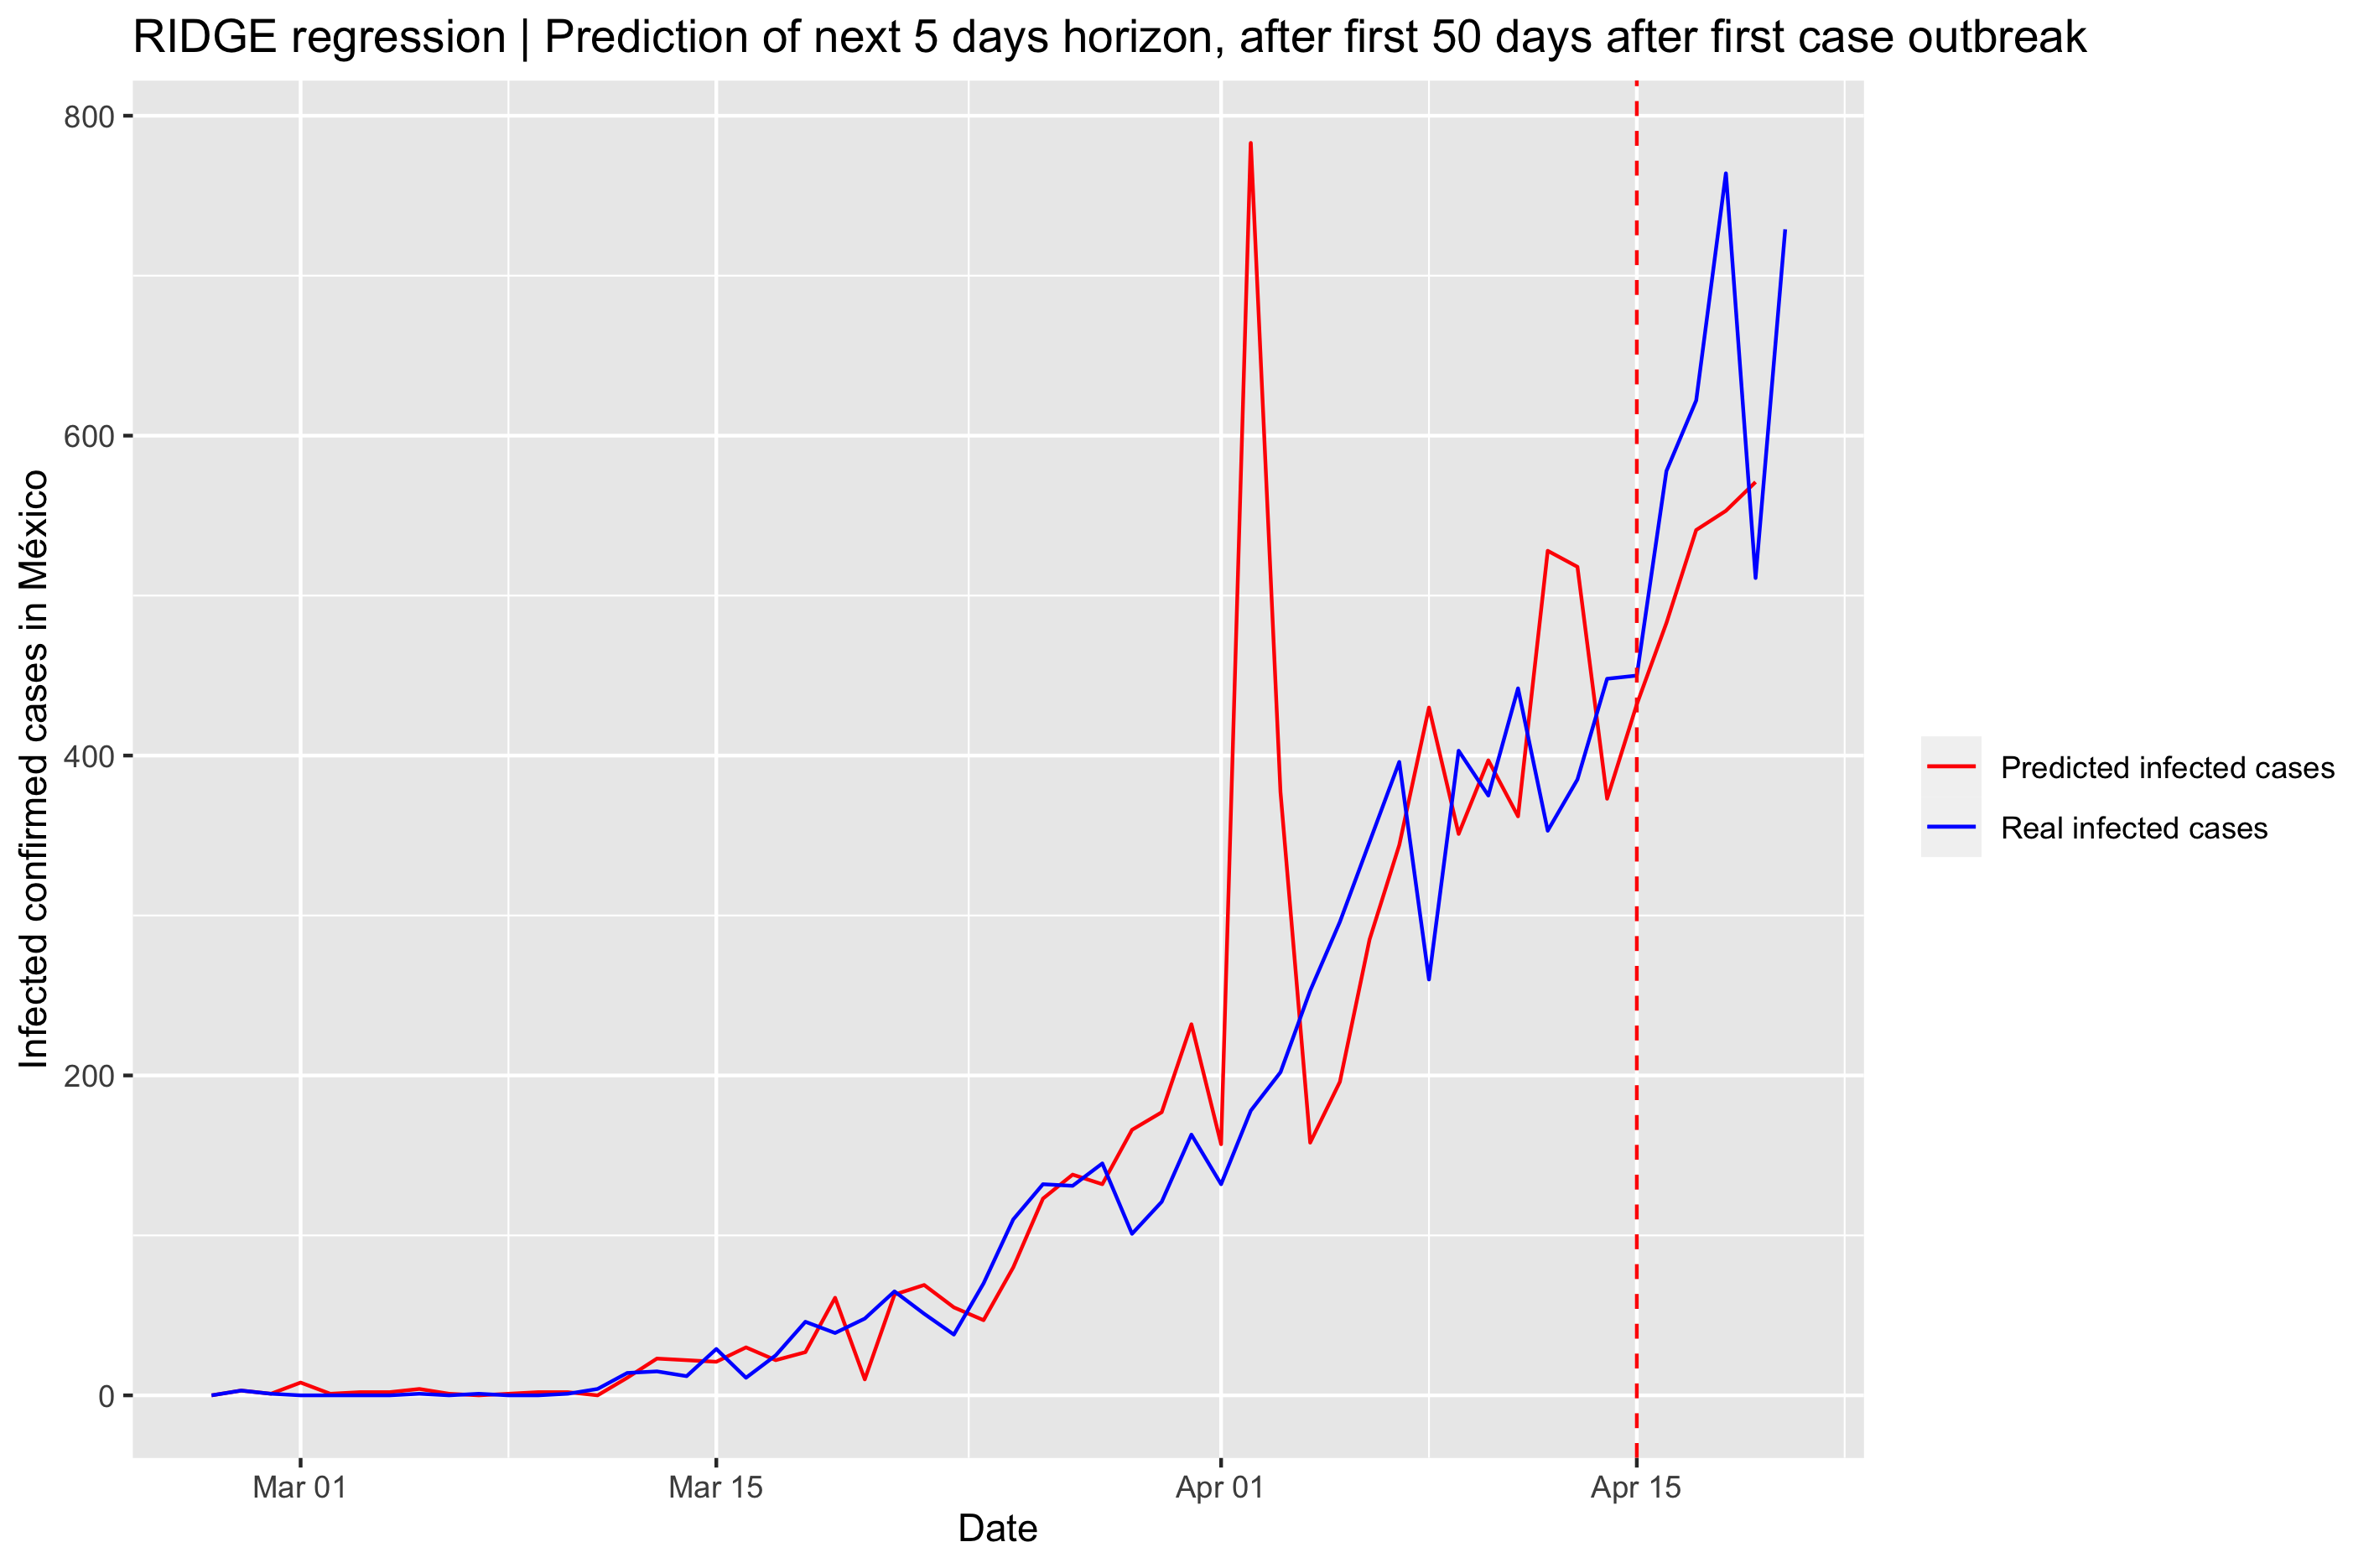 RIDGE regression | Prediction of next 5 days horizon, after first 50 days after first case outbreak
Infected confirmed cases in México
800
600
400
200
0
Mar 01
Mar 15
Apr 01
Apr 15
Date
Predicted infected cases
Real infected cases